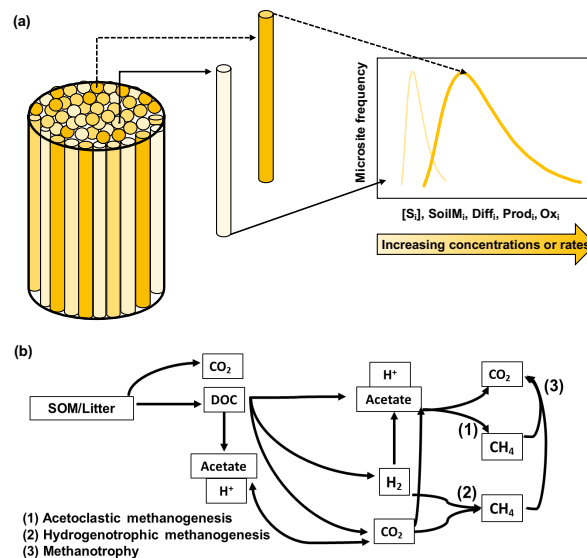 (a)
Microsite frequency
[Sᵢ], SoilMᵢ, Diffᵢ, Prodᵢ, Oxᵢ
Increasing concentrations or rates
(b)
CO₂
SOM/Litter
DOC
Acetate
H⁺
H⁺
Acetate
H₂
CO₂
CO₂
(3)
(1)
CH₄
(2)
CH₄
(1) Acetoclastic methanogenesis
(2) Hydrogenotrophic methanogenesis
(3) Methanotrophy